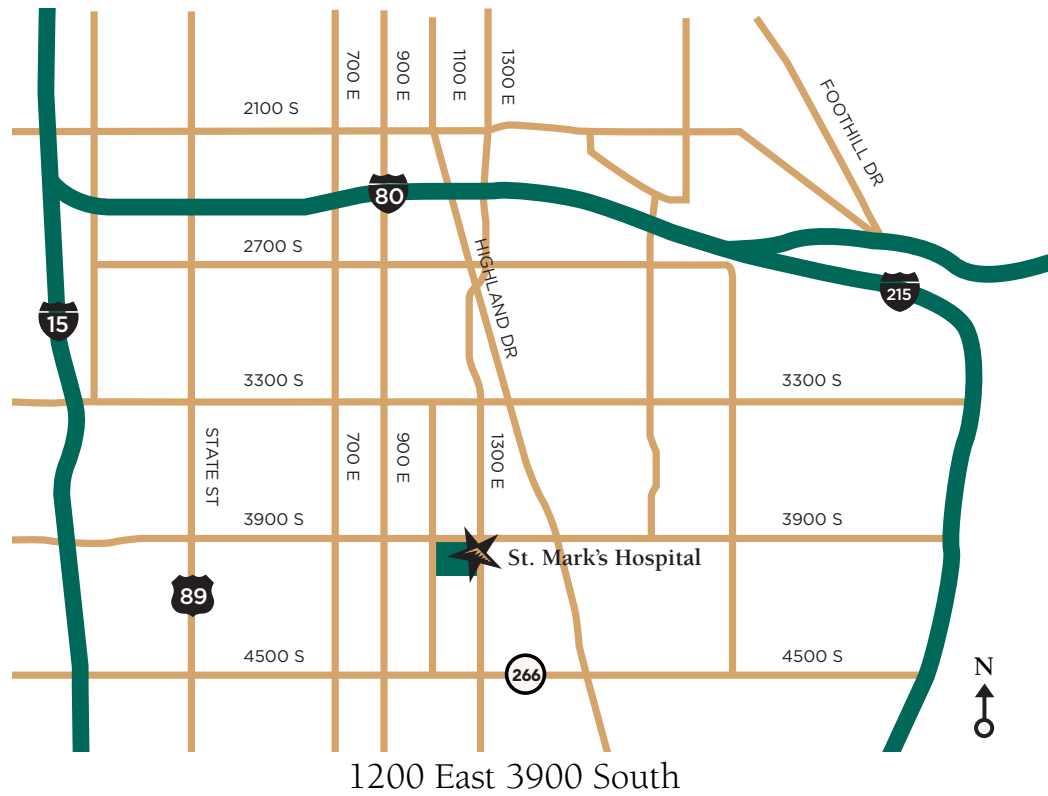 700 E
900 E
1100 E
1300 E
2100 S
FOOTHILL DR
80
2700 S
HIGHLAND DR
215
15
3300 S
3300 S
STATE ST
700 E
900 E
1300 E
3900 S
3900 S
St. Mark's Hospital
89
4500 S
4500 S
266
N
1200 East 3900 South